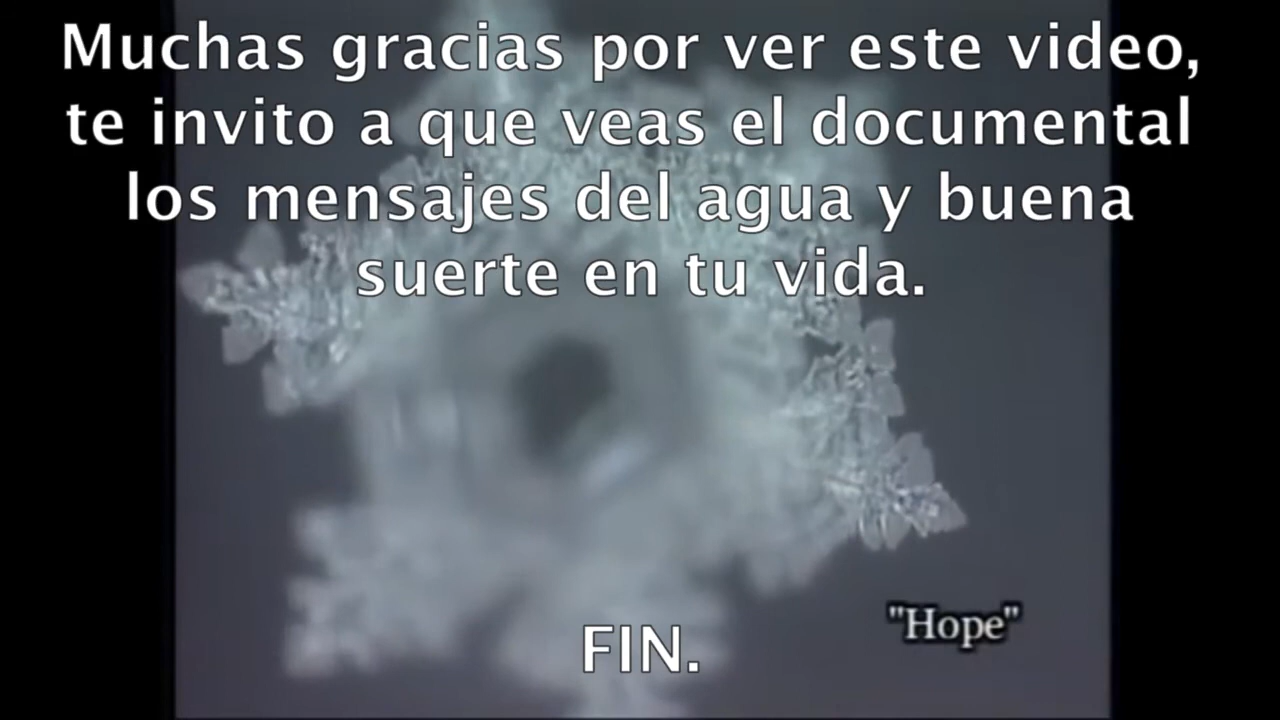 Muchas gracias por ver este video,
te invito a que veas el documental
los mensajes del agua y buena
suerte en tu vida.
"Hope"
FIN.